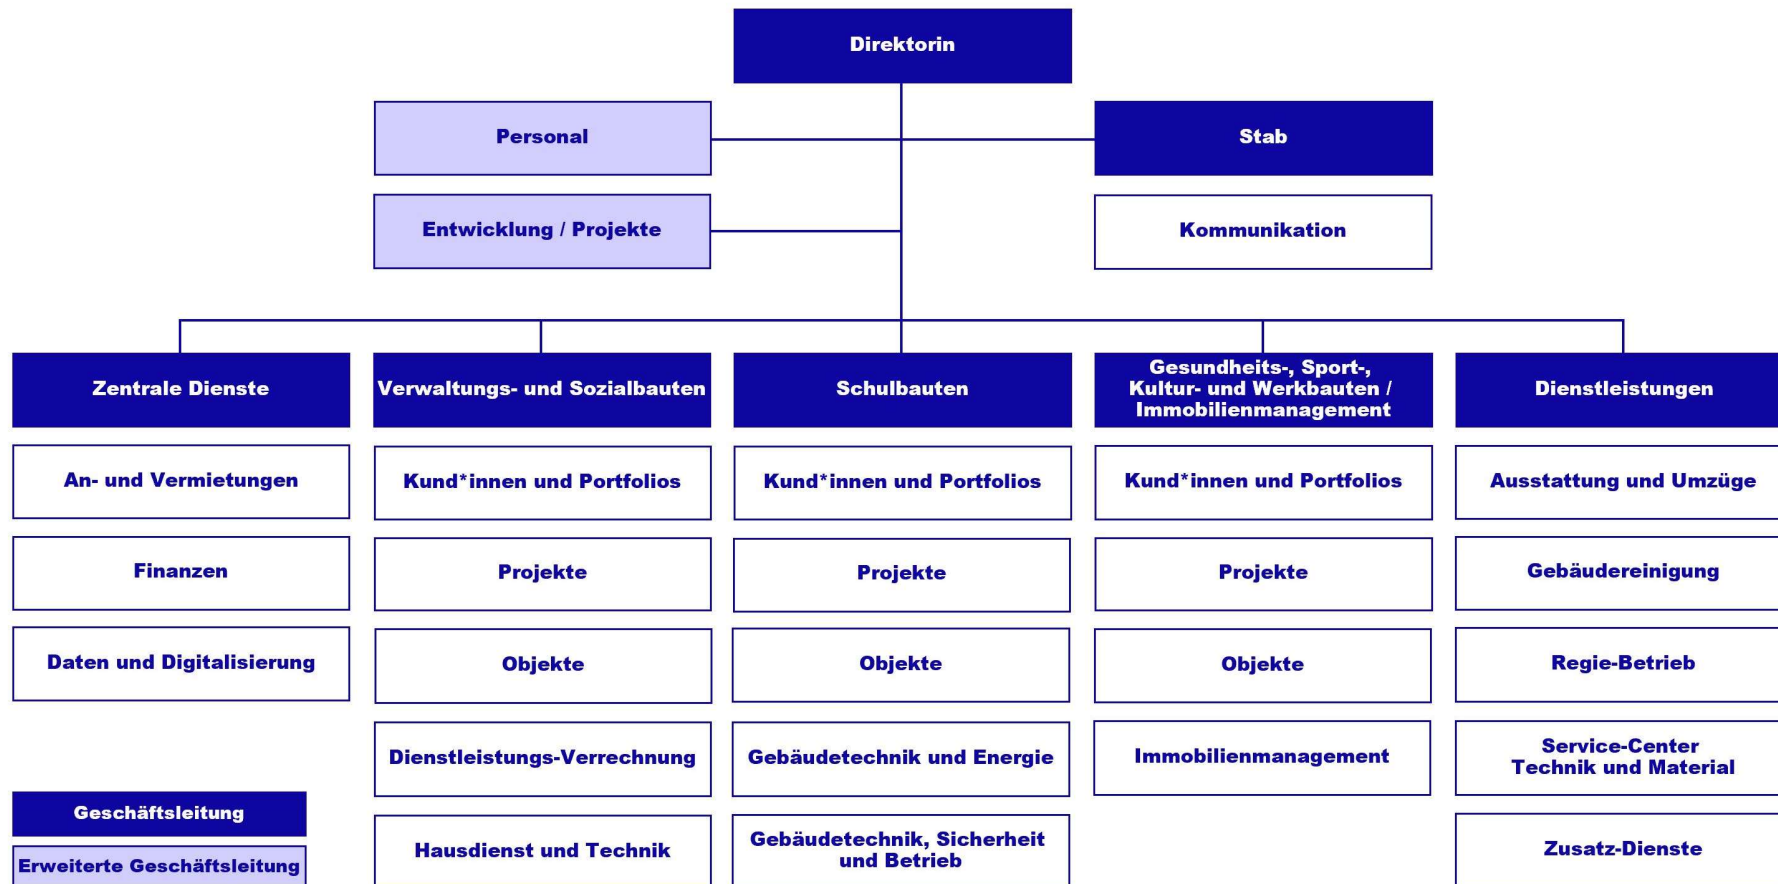 Direktorin
Personal
Stab
Entwicklung / Projekte
Kommunikation
Zentrale Dienste
An- und Vermietungen
Finanzen
Daten und Digitalisierung
Verwaltungs- und Sozialbauten
Kund*innen und Portfolios
Projekte
Objekte
Dienstleistungs-Verrechnung
Hausdienst und Technik
Schulbauten
Kund*innen und Portfolios
Projekte
Objekte
Gebäudetechnik und Energie
Gebäudetechnik, Sicherheit
und Betrieb
Gesundheits-, Sport-,
Kultur- und Werkbauten /
Immobilienmanagement
Kund*innen und Portfolios
Projekte
Objekte
Immobilienmanagement
Dienstleistungen
Ausstattung und Umzüge
Gebäudereinigung
Regie-Betrieb
Service-Center
Technik und Material
Zusatz-Dienste
Geschäftsleitung
Erweiterte Geschäftsleitung